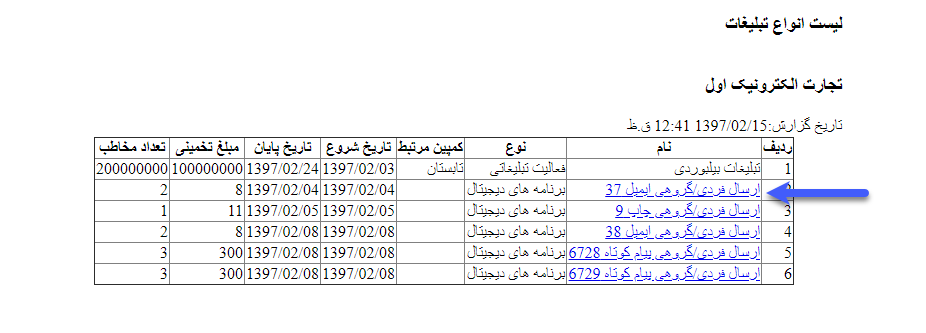 لیست انواع تبلیغات
تجارت الکترونیک اول
تاریخ گزارش:1397/02/15 12:41 ق.ظ
ردیف نام نوع کمپین مرتبط تاریخ شروع تاریخ پایان مبلغ تخمینی تعداد مخاطب
1 تبلیغات بیلبوردی فعالیت تبلیغاتی تابستان 1397/02/03 1397/02/24 100000000 200000000
2 ارسال فردی/گروهی ایمیل 37 برنامه های دیجیتال 1397/02/04 1397/02/04 8 2
3 ارسال فردی/گروهی چاپ 9 برنامه های دیجیتال 1397/02/05 1397/02/05 11 1
4 ارسال فردی/گروهی ایمیل 38 برنامه های دیجیتال 1397/02/08 1397/02/08 8 2
5 ارسال فردی/گروهی پیام کوتاه 6728 برنامه های دیجیتال 1397/02/08 1397/02/08 300 3
6 ارسال فردی/گروهی پیام کوتاه 6729 برنامه های دیجیتال 1397/02/08 1397/02/08 300 3